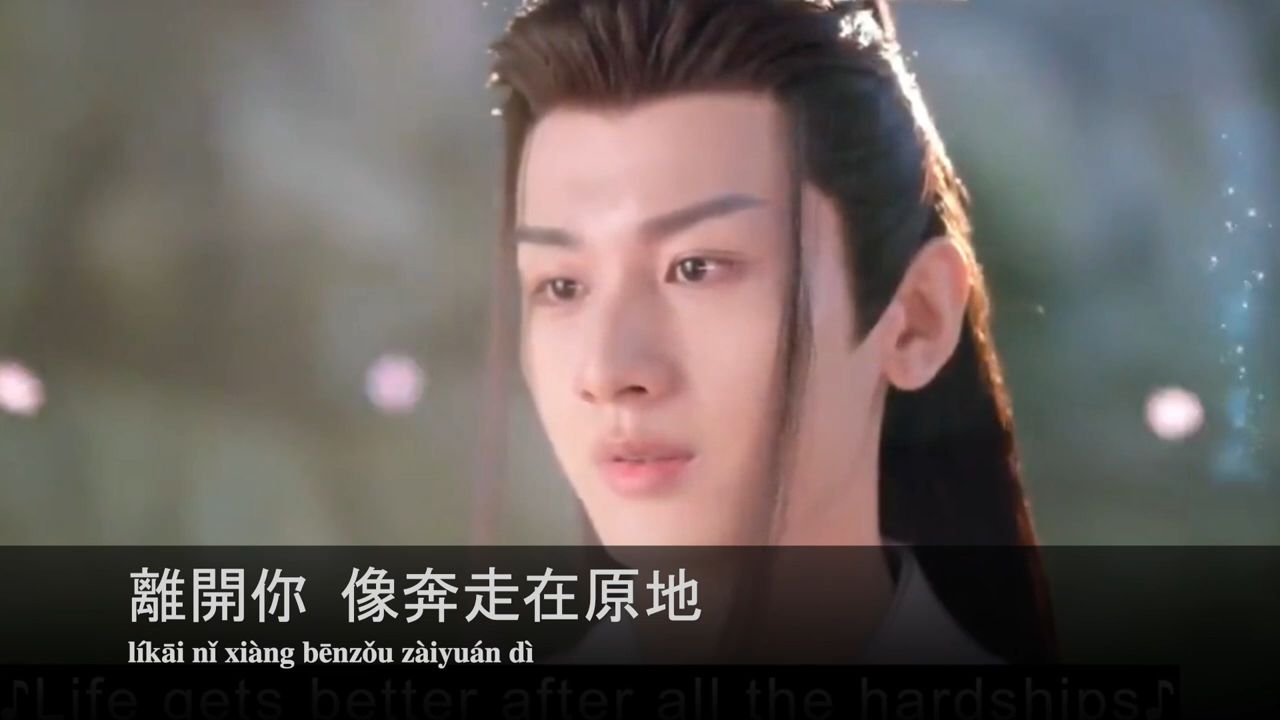 離開你 像奔走在原地
líkāi nǐ xiàng bēnzǒu zàiyuán dì
♪Life gets better after all the hardships♪